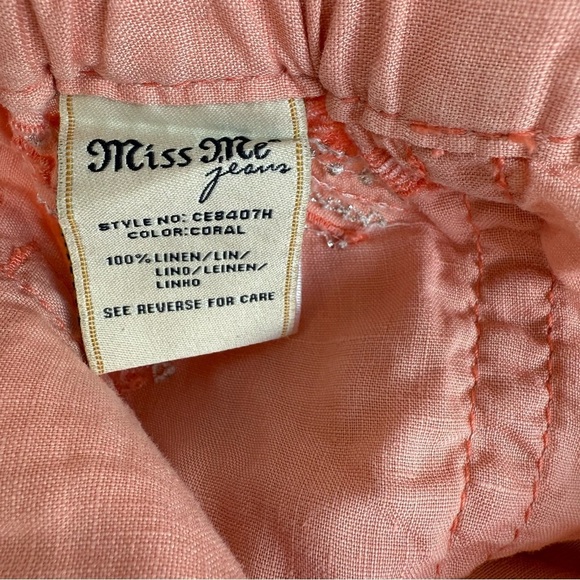 Miss Me
jeans
STYLE NO: CE8407H
COLOR:CORAL
100% LINEN/LIN/
LINO/LEINEN/
LINHO
SEE REVERSE FOR CARE